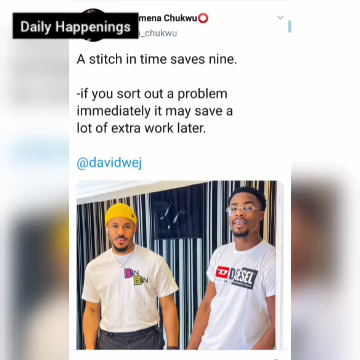 Daily Happenings
mena Chukwu⭕
_chukwu
A stitch in time saves nine.
-if you sort out a problem
immediately it may save a
lot of extra work later.
@davidwej
DIESEL